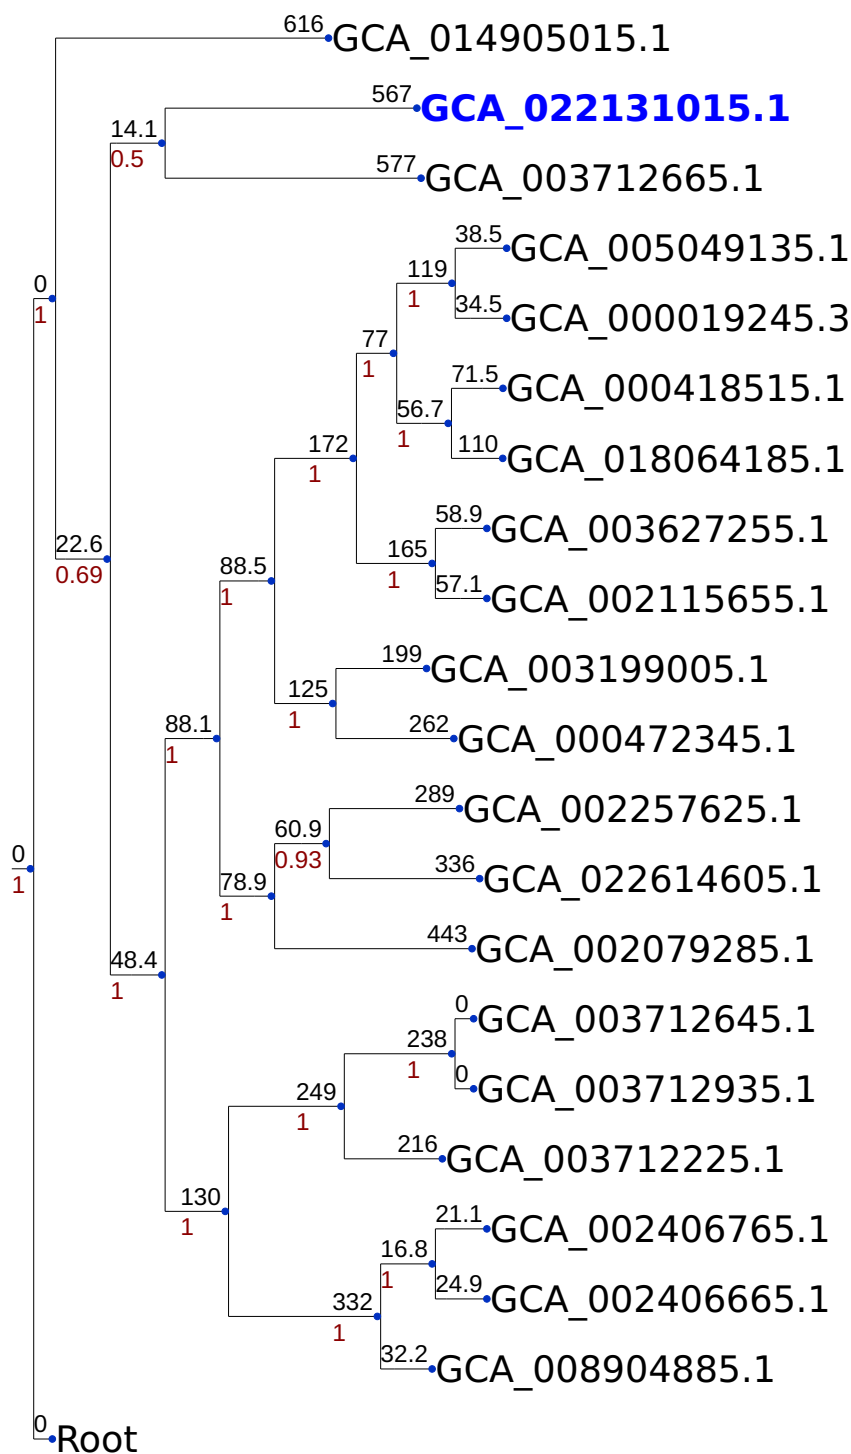 616
GCA_014905015.1
567
GCA_022131015.1
14.1
0.5
577
GCA_003712665.1
38.5
GCA_005049135.1
119
1
34.5
GCA_000019245.3
0
1
77
1
71.5
GCA_000418515.1
56.7
1
110
GCA_018064185.1
172
1
58.9
GCA_003627255.1
165
1
57.1
GCA_002115655.1
22.6
0.69
88.5
1
199
GCA_003199005.1
125
1
262
GCA_000472345.1
88.1
1
289
GCA_002257625.1
60.9
0.93
336
GCA_022614605.1
0
1
78.9
1
443
GCA_002079285.1
48.4
1
0
GCA_003712645.1
238
1
0
GCA_003712935.1
249
1
216
GCA_003712225.1
130
1
21.1
GCA_002406765.1
16.8
1
24.9
GCA_002406665.1
332
1
32.2
GCA_008904885.1
0
Root